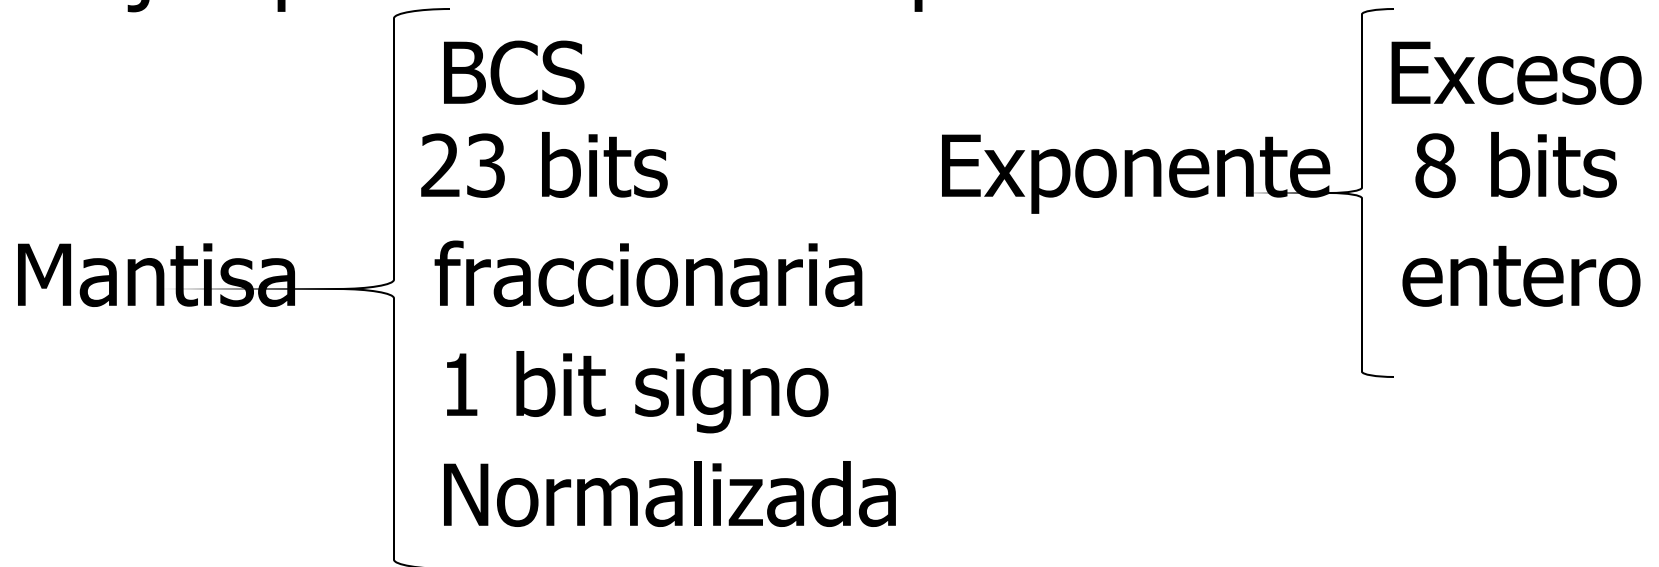 BCS
23 bits
Mantisa
fraccionaria
1 bit signo
Normalizada
Exceso
Exponente
8 bits
entero